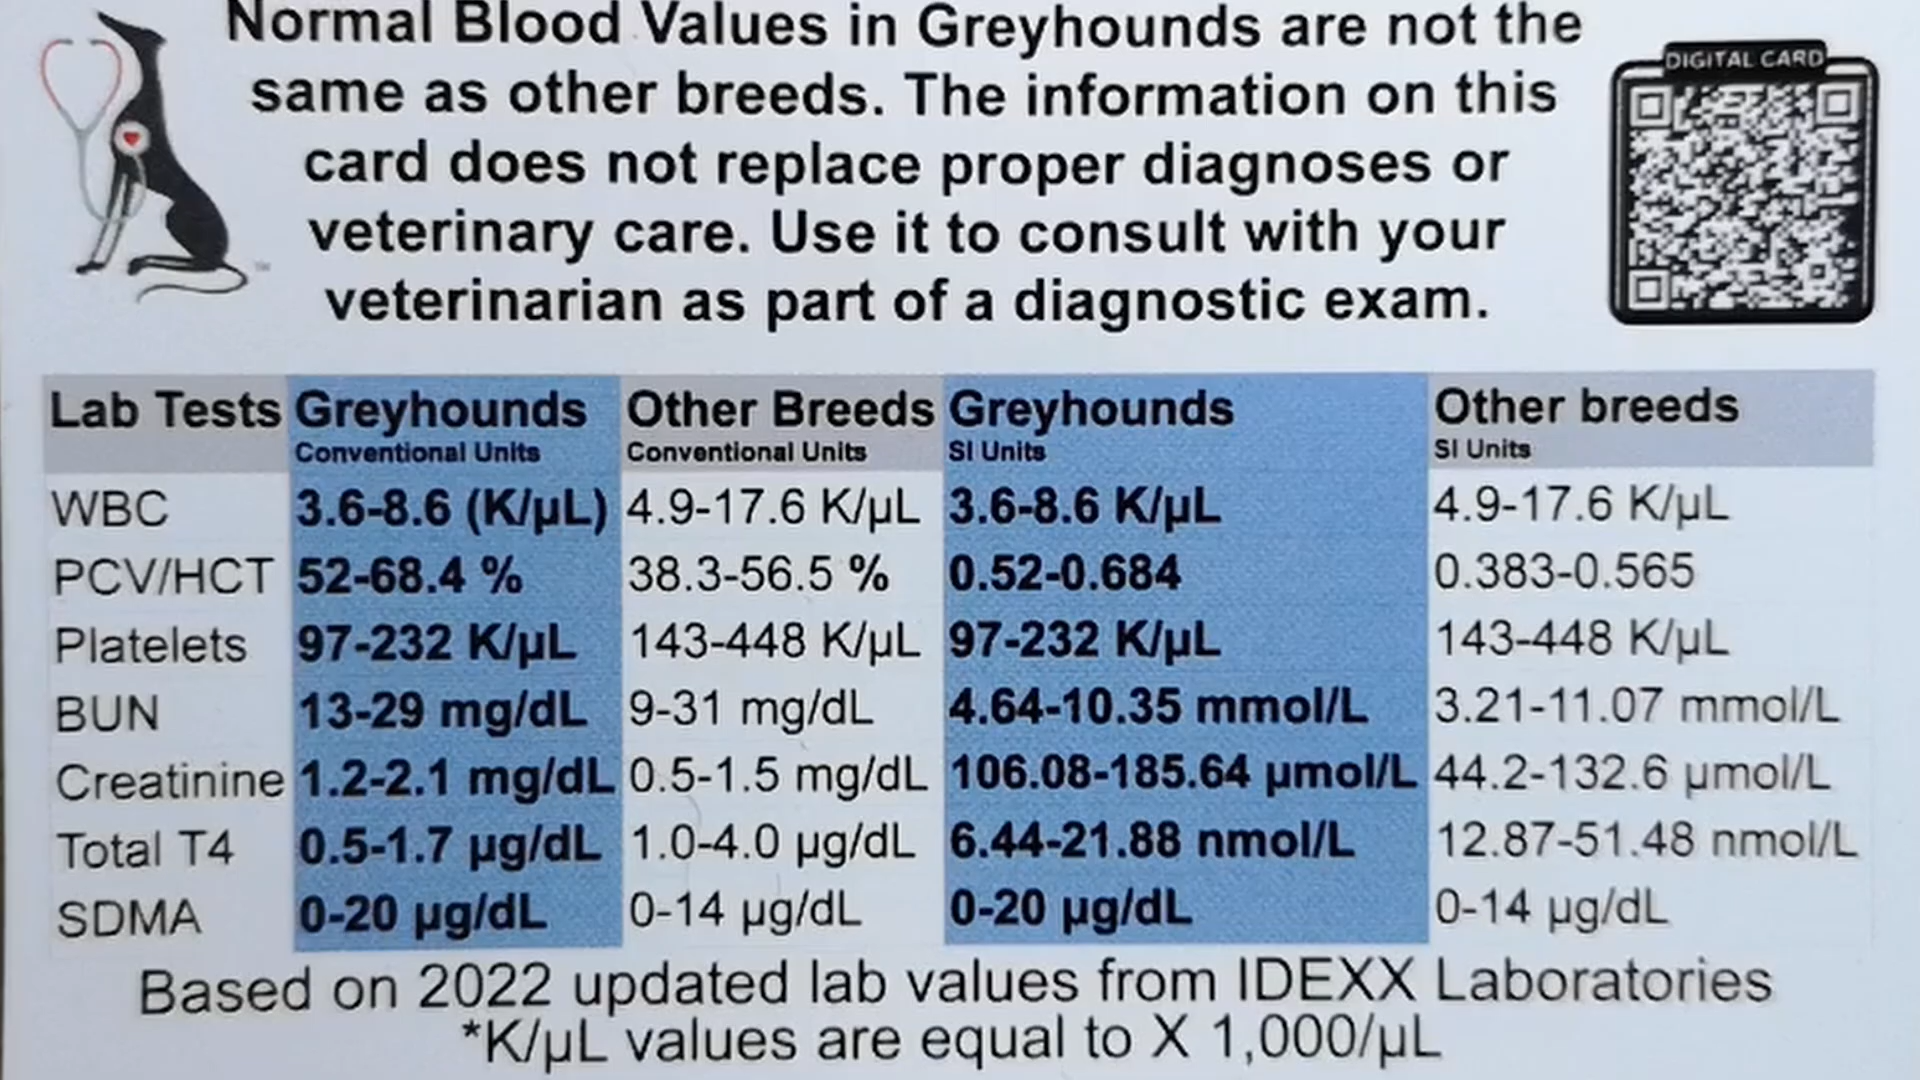 Normal Blood Values in Greyhounds are not the
same as other breeds. The information on this
card does not replace proper diagnoses or
veterinary care. Use it to consult with your
veterinarian as part of a diagnostic exam.
DIGITAL CARD
Lab Tests Greyhounds Other Breeds Greyhounds Other breeds
Conventional Units Conventional Units SI Units SI Units
WBC 3.6-8.6 (K/µL) 4.9-17.6 K/µL 3.6-8.6 K/µL 4.9-17.6 K/µL
PCV/HCT 52-68.4 % 38.3-56.5 % 0.52-0.684 0.383-0.565
Platelets 97-232 K/µL 143-448 K/µL 97-232 K/µL 143-448 K/µL
BUN 13-29 mg/dL 9-31 mg/dL 4.64-10.35 mmol/L 3.21-11.07 mmol/L
Creatinine 1.2-2.1 mg/dL 0.5-1.5 mg/dL 106.08-185.64 µmol/L 44.2-132.6 µmol/L
Total T4 0.5-1.7 µg/dL 1.0-4.0 µg/dL 6.44-21.88 nmol/L 12.87-51.48 nmol/L
SDMA 0-20 µg/dL 0-14 µg/dL 0-20 µg/dL 0-14 µg/dL
Based on 2022 updated lab values from IDEXX Laboratories
*K/µL values are equal to X 1,000/µL